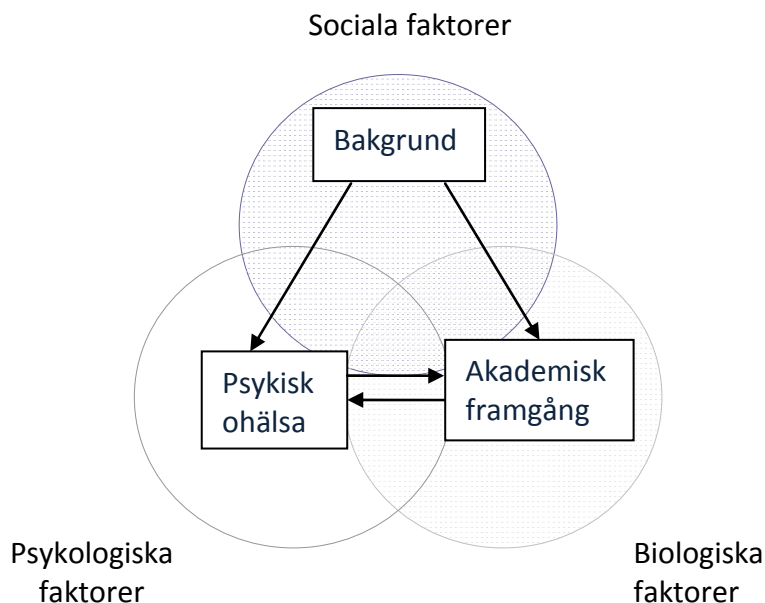 Sociala faktorer
Bakgrund
Psykisk
ohälsa
Akademisk
framgång
Psykologiska
faktorer
Biologiska
faktorer